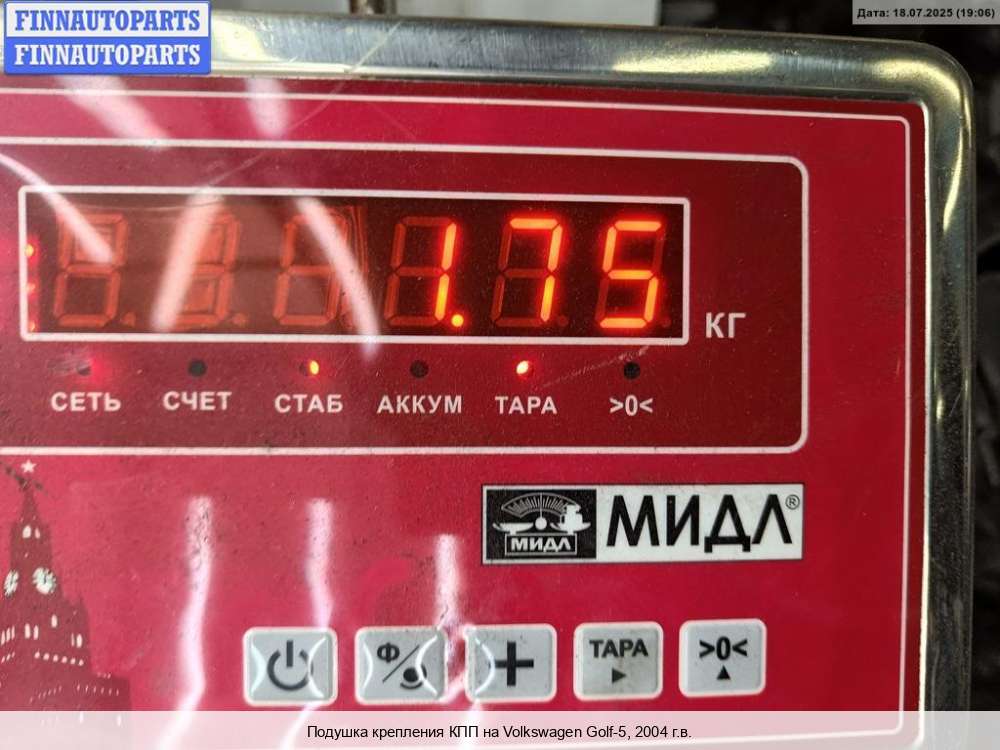 FINNAUTOPARTS
FINNAUTOPARTS
Дата: 18.07.2025 (19:06)
1.75
КГ
СЕТЬ СЧЕТ СТАБ АККУМ ТАРА >0<
МИДЛ
МИДЛ®
Ф
ТАРА
>0<
Подушка крепления КПП на Volkswagen Golf-5, 2004 г.в.